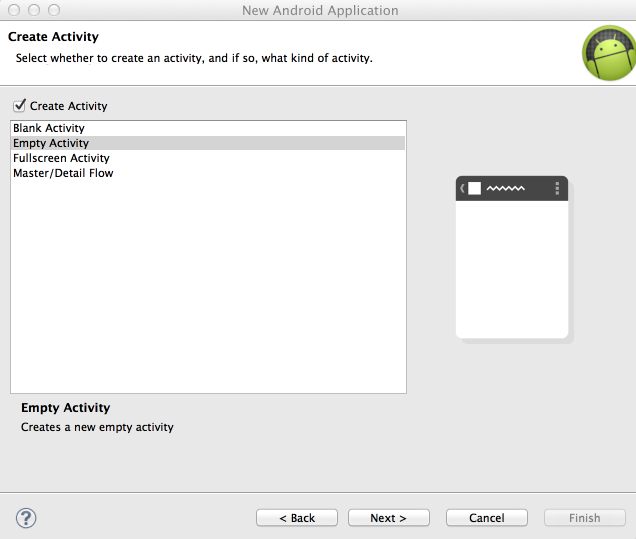 New Android Application
Create Activity
Select whether to create an activity, and if so, what kind of activity.
Create Activity
Blank Activity
Empty Activity
Fullscreen Activity
Master/Detail Flow
Empty Activity
Creates a new empty activity
?
< Back
Next >
Cancel
Finish